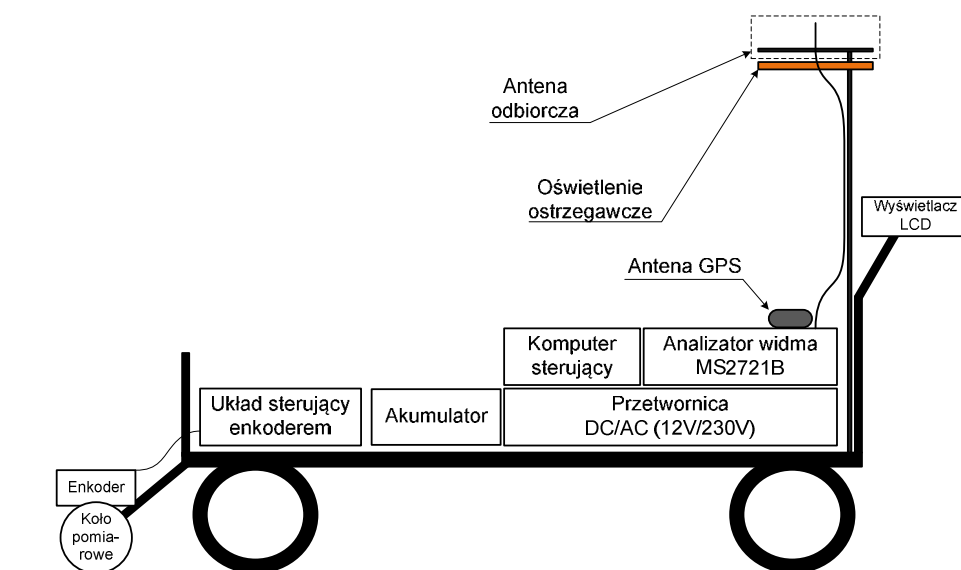 Antena
odbiorcza
Oświetlenie
ostrzegawcze
Wyświetlacz
LCD
Antena GPS
Komputer
sterujący
Analizator widma
MS2721B
Układ sterujący
enkoderem
Akumulator
Przetwornica
DC/AC (12V/230V)
Enkoder
Koło
pomia-
rowe